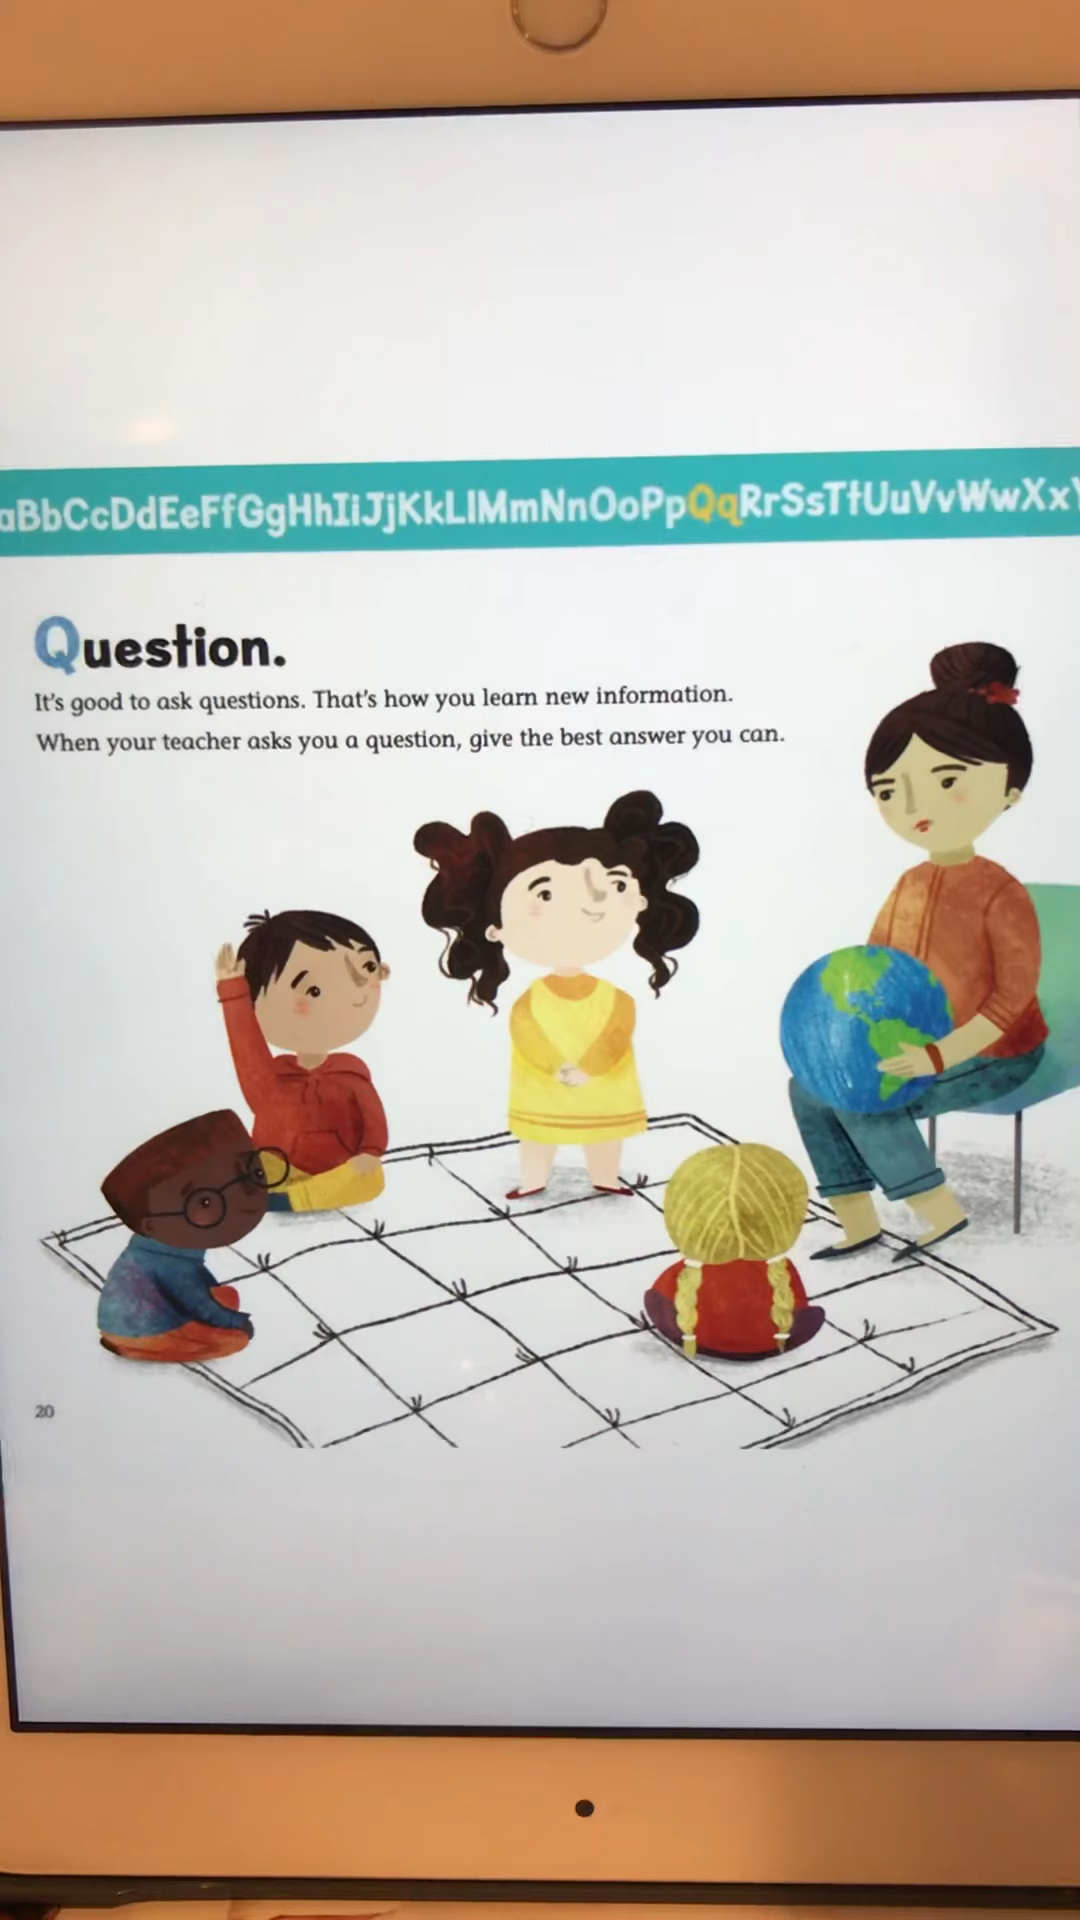 aBbCcDdEeFfGgHhIiJjKkLlMmNnOoPpQqRrSsTtUuVvWwXx
Question.
It's good to ask questions. That's how you learn new information.
When your teacher asks you a question, give the best answer you can.
20